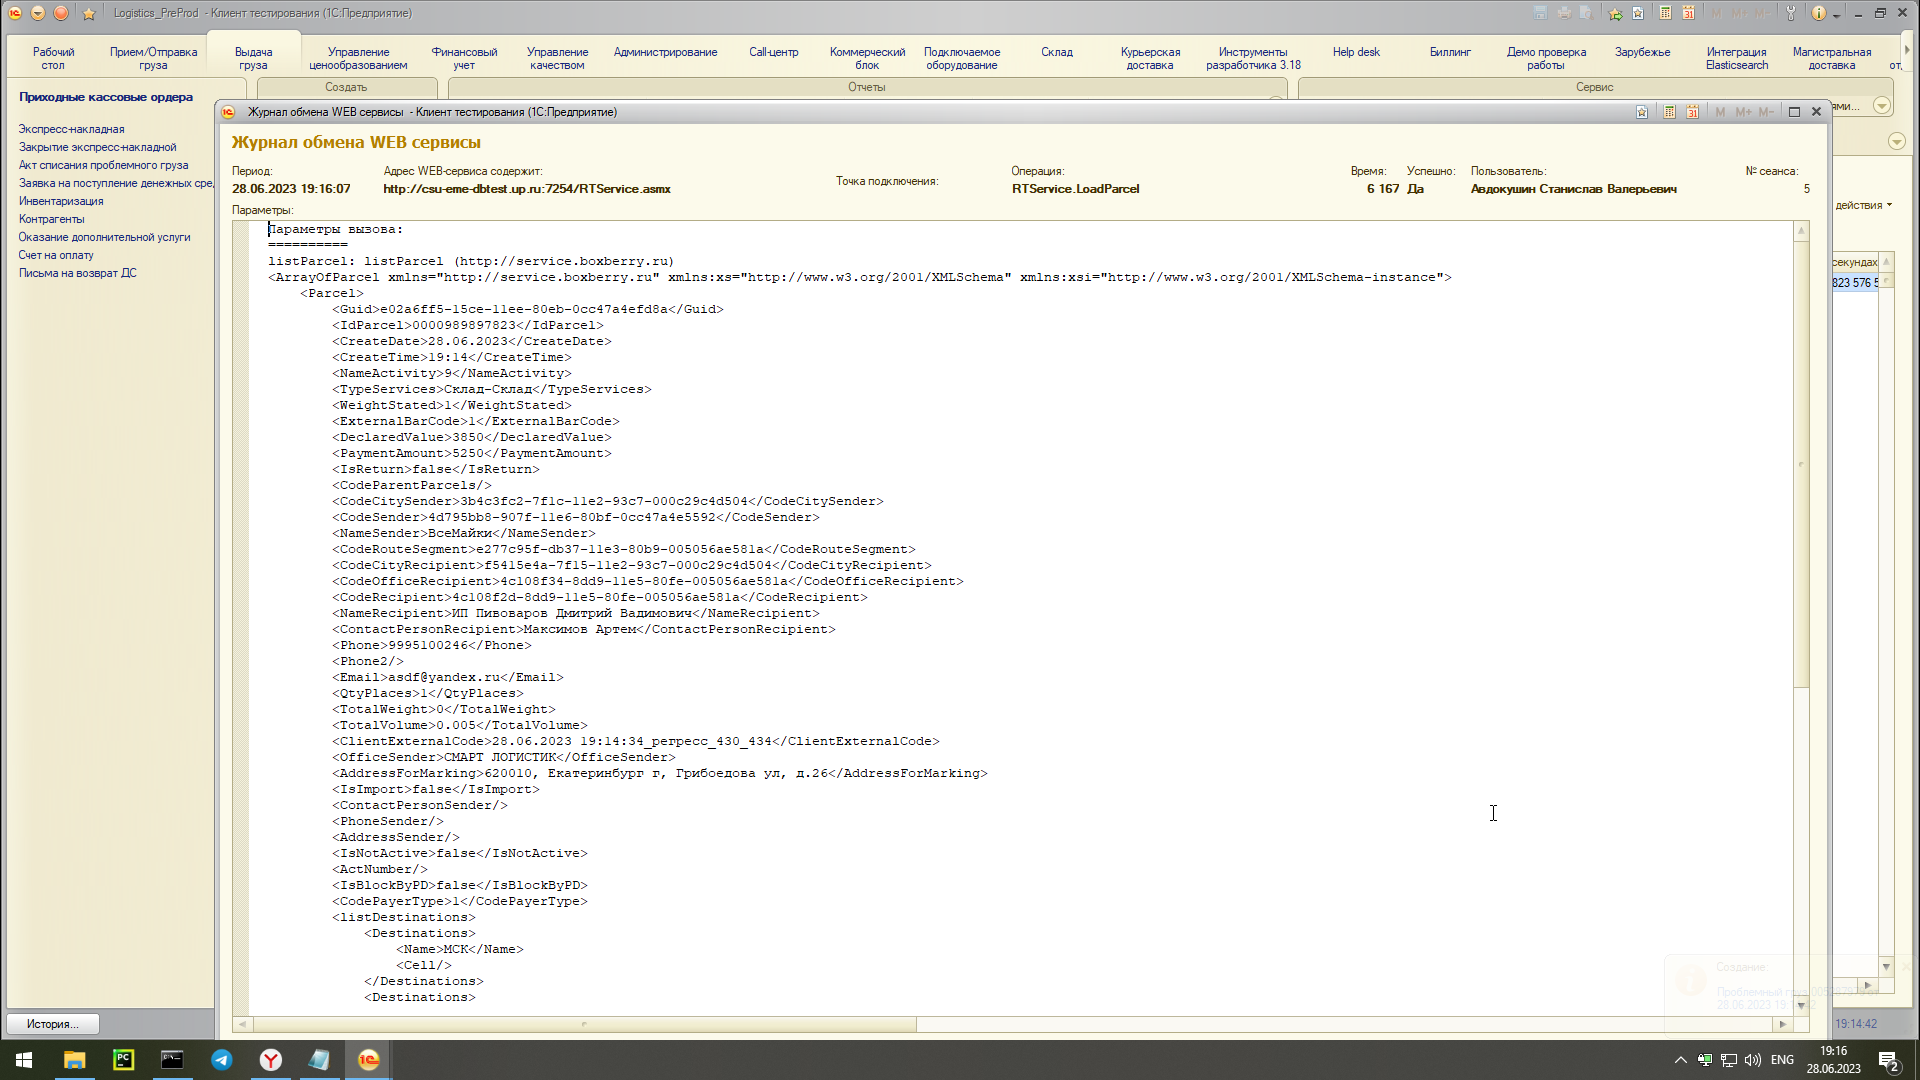 Logistics_PreProd - Клиент тестирования (1С:Предприятие)
Рабочий стол
Прием/Отправка груза
Выдача груза
Управление ценообразованием
Финансовый учет
Управление качеством
Администрирование
Call-центр
Коммерческий блок
Подключаемое оборудование
Склад
Курьерская доставка
Инструменты разработчика 3.18
Help desk
Биллинг
Демо проверка работы
Зарубежье
Интеграция Elasticsearch
Магистральная доставка
от,
Создать
Отчеты
Сервис
Приходные кассовые ордера
Экспресс-накладная
Закрытие экспресс-накладной
Акт списания проблемного груза
Заявка на поступление денежных сре,
Инвентаризация
Контрагенты
Оказание дополнительной услуги
Счет на оплату
Письма на возврат ДС
ями...
действия
секундах
823 576 5
Журнал обмена WEB сервисы - Клиент тестирования (1С:Предприятие)
M M+ M-
Журнал обмена WEB сервисы
Период: Адрес WEB-сервиса содержит: Точка подключения: Операция: Время: Успешно: Пользователь: № сеанса:
28.06.2023 19:16:07 http://csu-eme-dbtest.up.ru:7254/RTService.asmx RTService.LoadParcel 6 167 Да Авдокушин Станислав Валерьевич 5
Параметры:
Параметры вызова:
==========
listParcel: listParcel (http://service.boxberry.ru)
<ArrayOfParcel xmlns="http://service.boxberry.ru" xmlns:xs="http://www.w3.org/2001/XMLSchema" xmlns:xsi="http://www.w3.org/2001/XMLSchema-instance">
<Parcel>
<Guid>e02a6ff5-15ce-11ee-80eb-0cc47a4efd8a</Guid>
<IdParcel>0000989897823</IdParcel>
<CreateDate>28.06.2023</CreateDate>
<CreateTime>19:14</CreateTime>
<NameActivity>9</NameActivity>
<TypeServices>Склад-Склад</TypeServices>
<WeightStated>1</WeightStated>
<ExternalBarCode>1</ExternalBarCode>
<DeclaredValue>3850</DeclaredValue>
<PaymentAmount>5250</PaymentAmount>
<IsReturn>false</IsReturn>
<CodeParentParcels/>
<CodeCitySender>3b4c3fc2-7f1c-11e2-93c7-000c29c4d504</CodeCitySender>
<CodeSender>4d795bb8-907f-11e6-80bf-0cc47a4e5592</CodeSender>
<NameSender>ВсеМайки</NameSender>
<CodeRouteSegment>e277c95f-db37-11e3-80b9-005056ae581a</CodeRouteSegment>
<CodeCityRecipient>f5415e4a-7f15-11e2-93c7-000c29c4d504</CodeCityRecipient>
<CodeOfficeRecipient>4c108f34-8dd9-11e5-80fe-005056ae581a</CodeOfficeRecipient>
<CodeRecipient>4c108f2d-8dd9-11e5-80fe-005056ae581a</CodeRecipient>
<NameRecipient>ИП Пивоваров Дмитрий Вадимович</NameRecipient>
<ContactPersonRecipient>Максимов Артем</ContactPersonRecipient>
<Phone>9995100246</Phone>
<Phone2/>
<Email>asdf@yandex.ru</Email>
<QtyPlaces>1</QtyPlaces>
<TotalWeight>0</TotalWeight>
<TotalVolume>0.005</TotalVolume>
<ClientExternalCode>28.06.2023 19:14:34_регресс_430_434</ClientExternalCode>
<OfficeSender>СМАРТ ЛОГИСТИК</OfficeSender>
<AddressForMarking>620010, Екатеринбург г, Грибоедова ул, д.26</AddressForMarking>
<IsImport>false</IsImport>
<ContactPersonSender/>
<PhoneSender/>
<AddressSender/>
<IsNotActive>false</IsNotActive>
<ActNumber/>
<IsBlockByPD>false</IsBlockByPD>
<CodePayerType>1</CodePayerType>
<listDestinations>
<Destinations>
<Name>МСК</Name>
<Cell/>
</Destinations>
<Destinations>
Создание:
Проблемный груз
28.06.2023
История...
19:14:42
ENG
19:16
28.06.2023
2